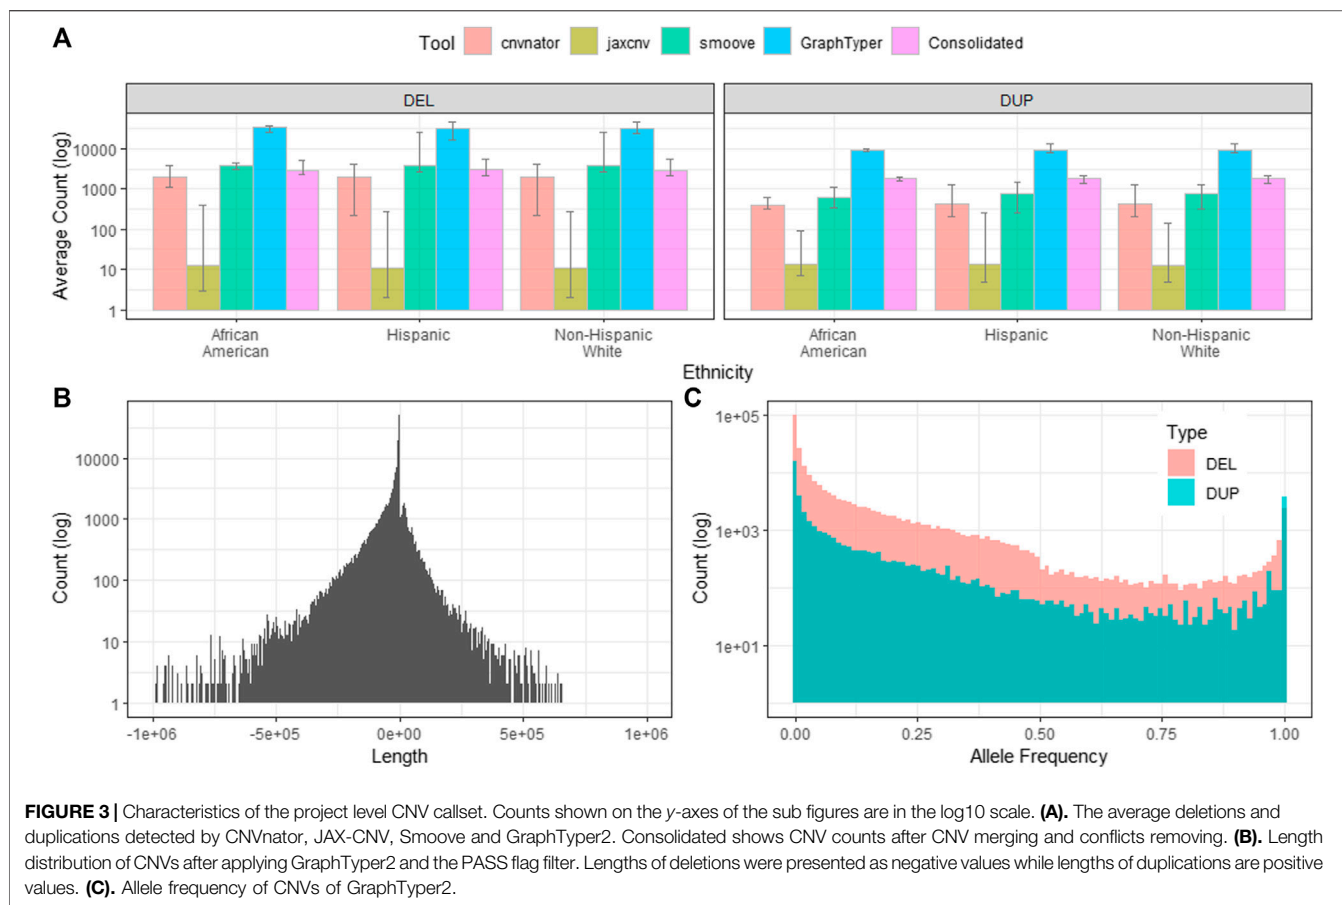 A
Tool cnvnator jaxcnv smoove GraphTyper Consolidated
DEL DUP
Average Count (log)
10000
1000
100
10
1
African American Hispanic Non-Hispanic White African American Hispanic Non-Hispanic White
Ethnicity
B
Count (log)
10000
1000
100
10
1
-1e+06 -5e+05 0e+00 5e+05 1e+06
Length
C
Count (log)
1e+05
1e+03
1e+01
Type
DEL
DUP
0.00 0.25 0.50 0.75 1.00
Allele Frequency
FIGURE 3 | Characteristics of the project level CNV callset. Counts shown on the y-axes of the sub figures are in the log10 scale. (A). The average deletions and
duplications detected by CNVnator, JAX-CNV, Smoove and GraphTyper2. Consolidated shows CNV counts after CNV merging and conflicts removing. (B). Length
distribution of CNVs after applying GraphTyper2 and the PASS flag filter. Lengths of deletions were presented as negative values while lengths of duplications are positive
values. (C). Allele frequency of CNVs of GraphTyper2.